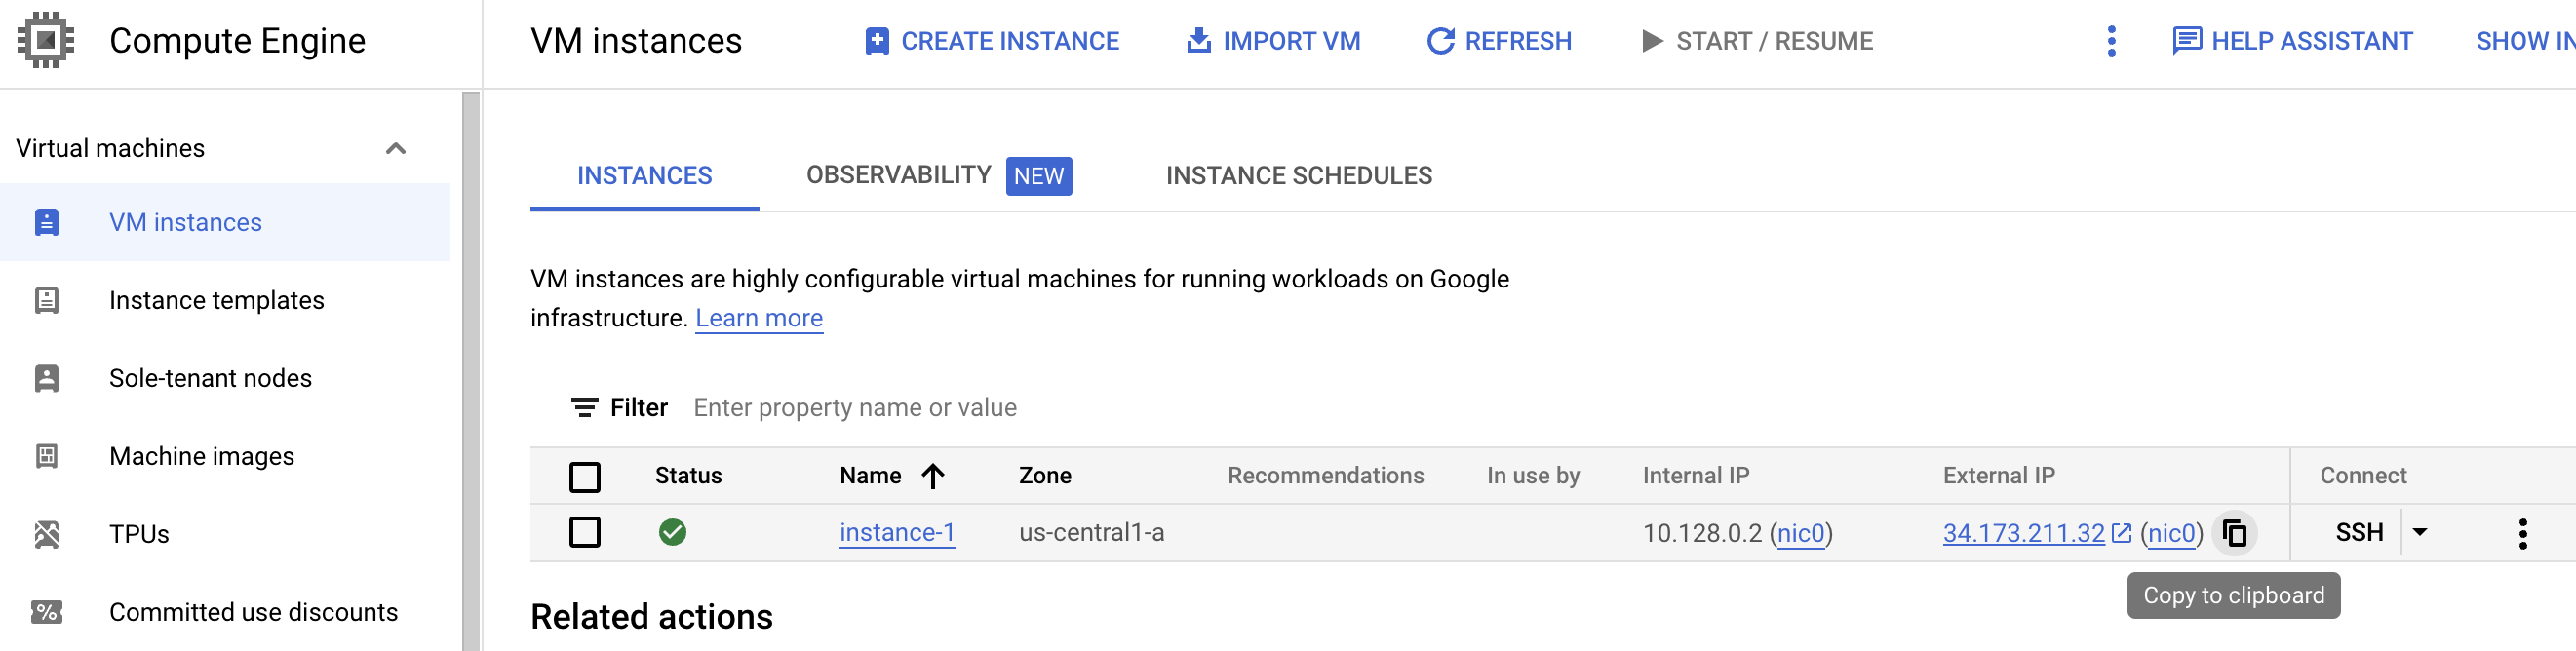 Compute Engine
VM instances
CREATE INSTANCE
IMPORT VM
REFRESH
START / RESUME
HELP ASSISTANT
SHOW IN
Virtual machines
VM instances
Instance templates
Sole-tenant nodes
Machine images
TPUs
Committed use discounts
INSTANCES
OBSERVABILITY NEW
INSTANCE SCHEDULES
VM instances are highly configurable virtual machines for running workloads on Google
infrastructure. Learn more
Filter Enter property name or value
Status Name Zone Recommendations In use by Internal IP External IP Connect
instance-1 us-central1-a 10.128.0.2 (nic0) 34.173.211.32 (nic0) SSH
Copy to clipboard
Related actions